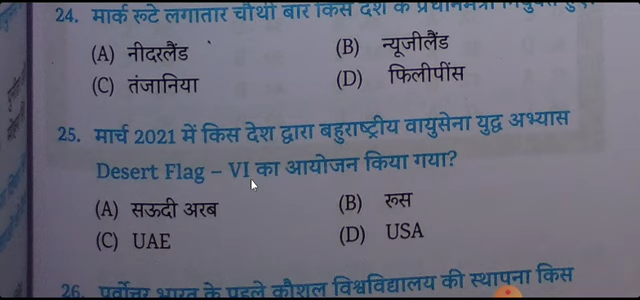 24. मार्क रूटे लगातार चौथी बार किस देश के प्रधानमंत्री नियुक्त हुए
(A) नीदरलैंड (B) न्यूजीलैंड
(C) तंजानिया (D) फिलीपींस
25. मार्च 2021 में किस देश द्वारा बहुराष्ट्रीय वायुसेना युद्ध अभ्यास
Desert Flag – VI का आयोजन किया गया?
(A) सऊदी अरब (B) रूस
(C) UAE (D) USA
26. पूर्वोत्तर भारत के पहले कौशल विश्वविद्यालय की स्थापना किस